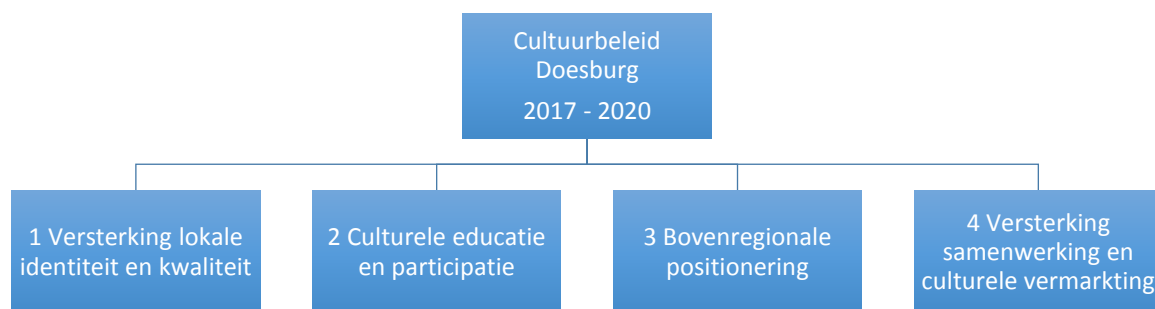 Cultuurbeleid
Doesburg
2017 - 2020
1 Versterking lokale
identiteit en kwaliteit
2 Culturele educatie
en participatie
3 Bovenregionale
positionering
4 Versterking
samenwerking en
culturele vermarkting